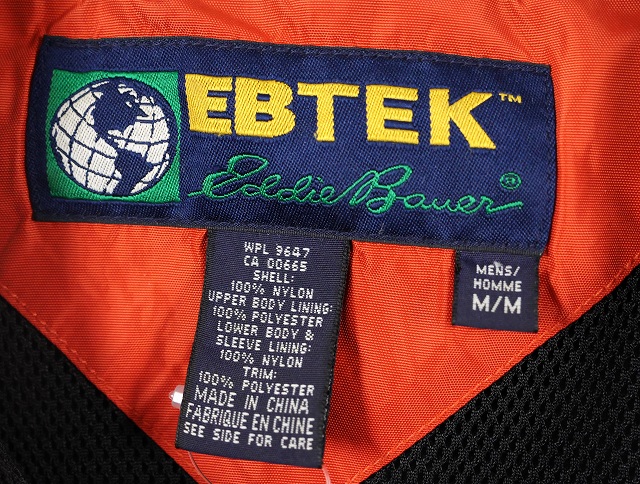 EBTEK™
Eddie Bauer®
WPL 9647
CA 00665
SHELL:
100% NYLON
UPPER BODY LINING:
100% POLYESTER
LOWER BODY &
SLEEVE LINING:
100% NYLON
TRIM:
100% POLYESTER
MADE IN CHINA
FABRIQUE EN CHINE
SEE SIDE FOR CARE
MENS/
HOMME
M/M